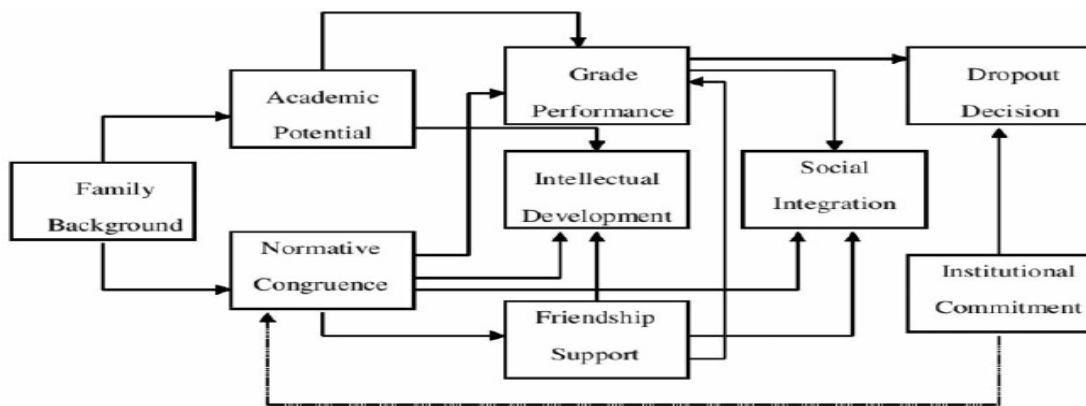 Academic
Potential
Grade
Performance
Dropout
Decision
Family
Background
Intellectual
Development
Social
Integration
Normative
Congruence
Friendship
Support
Institutional
Commitment